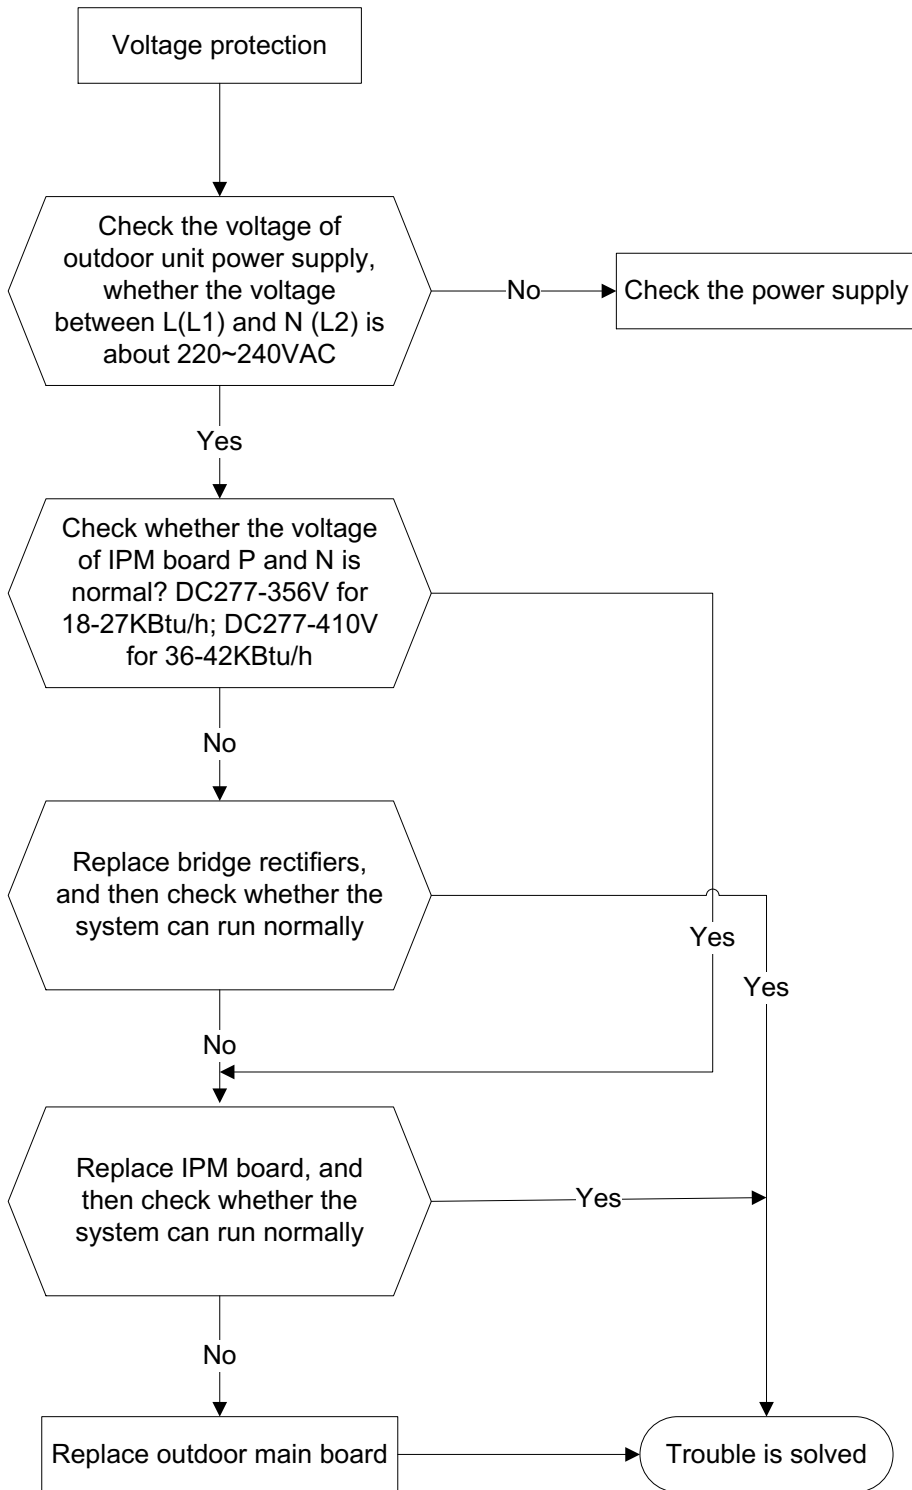 Voltage protection
Check the voltage of
outdoor unit power supply,
whether the voltage
between L(L1) and N (L2) is
about 220~240VAC
No
Check the power supply
Yes
Check whether the voltage
of IPM board P and N is
normal? DC277-356V for
18-27KBtu/h; DC277-410V
for 36-42KBtu/h
No
Replace bridge rectifiers,
and then check whether the
system can run normally
Yes
Yes
No
Replace IPM board, and
then check whether the
system can run normally
Yes
No
Replace outdoor main board
Trouble is solved